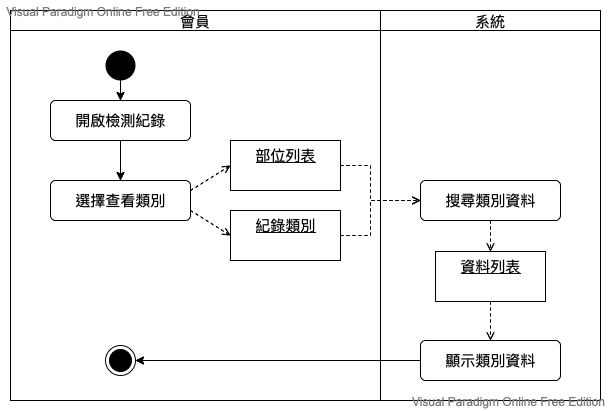 Visual Paradigm Online Free Edition
會員
系統
開啟檢測紀錄
部位列表
選擇查看類別
搜尋類別資料
紀錄類別
資料列表
顯示類別資料
Visual Paradigm Online Free Edition